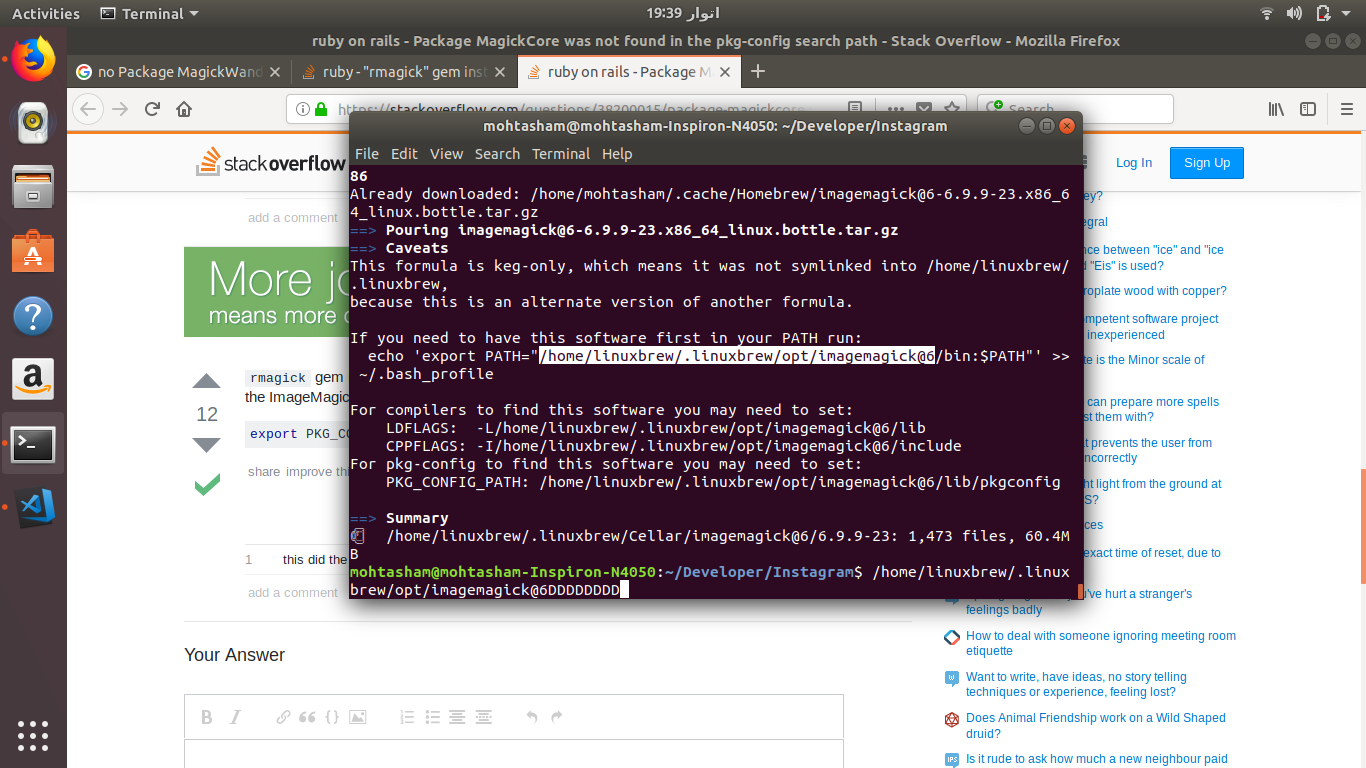 Activities
Terminal
19:39 اتوار
ruby on rails - Package MagickCore was not found in the pkg-config search path - Stack Overflow - Mozilla Firefox
no Package MagickWand
ruby - "rmagick" gem inst
ruby on rails - Package M
https://stackoverflow.com/questions/38200015/package-magickcore
Search
mohtasham@mohtasham-Inspiron-N4050: ~/Developer/Instagram
File Edit View Search Terminal Help
86
Already downloaded: /home/mohtasham/.cache/Homebrew/imagemagick@6-6.9.9-23.x86_6
4_linux.bottle.tar.gz
==> Pouring imagemagick@6-6.9.9-23.x86_64_linux.bottle.tar.gz
==> Caveats
This formula is keg-only, which means it was not symlinked into /home/linuxbrew/
.linuxbrew,
because this is an alternate version of another formula.
If you need to have this software first in your PATH run:
echo 'export PATH="/home/linuxbrew/.linuxbrew/opt/imagemagick@6/bin:$PATH"' >>
~/.bash_profile
For compilers to find this software you may need to set:
LDFLAGS: -L/home/linuxbrew/.linuxbrew/opt/imagemagick@6/lib
CPPFLAGS: -I/home/linuxbrew/.linuxbrew/opt/imagemagick@6/include
For pkg-config to find this software you may need to set:
PKG_CONFIG_PATH: /home/linuxbrew/.linuxbrew/opt/imagemagick@6/lib/pkgconfig
==> Summary
/home/linuxbrew/.linuxbrew/Cellar/imagemagick@6/6.9.9-23: 1,473 files, 60.4M
B
mohtasham@mohtasham-Inspiron-N4050:~/Developer/Instagram$ /home/linuxbrew/.linux
brew/opt/imagemagick@6DDDDDDDD
stackoverflow
Log In
Sign Up
add a comment
More jo
means more c
rmagick gem
the ImageMagic
12
export PKG_CO
share improve thi
1 this did the
add a comment
Your Answer
B I
ey?
gral
nce between "ice" and "ice
d "Eis" is used?
roplate wood with copper?
mpetent software project
inexperienced
te is the Minor scale of
can prepare more spells
st them with?
t prevents the user from
ncorrectly
ht light from the ground at
S?
ces
exact time of reset, due to
u've hurt a stranger's
feelings badly
How to deal with someone ignoring meeting room
etiquette
Want to write, have ideas, no story telling
techniques or experience, feeling lost?
Does Animal Friendship work on a Wild Shaped
druid?
Is it rude to ask how much a new neighbour paid